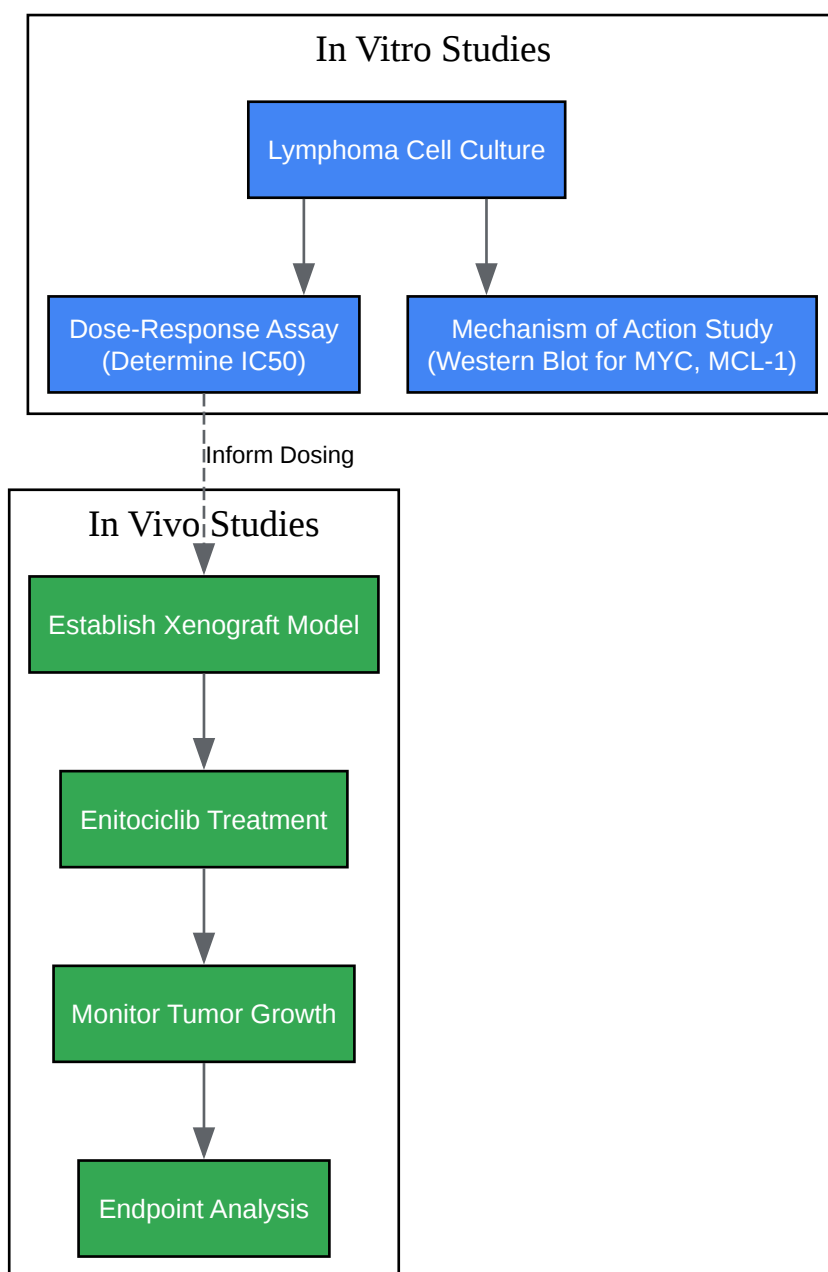 In Vitro Studies
Lymphoma Cell Culture
Dose-Response Assay
(Determine IC50)
Mechanism of Action Study
(Western Blot for MYC, MCL-1)
Inform Dosing
In Vivo Studies
Establish Xenograft Model
Enitociclib Treatment
Monitor Tumor Growth
Endpoint Analysis